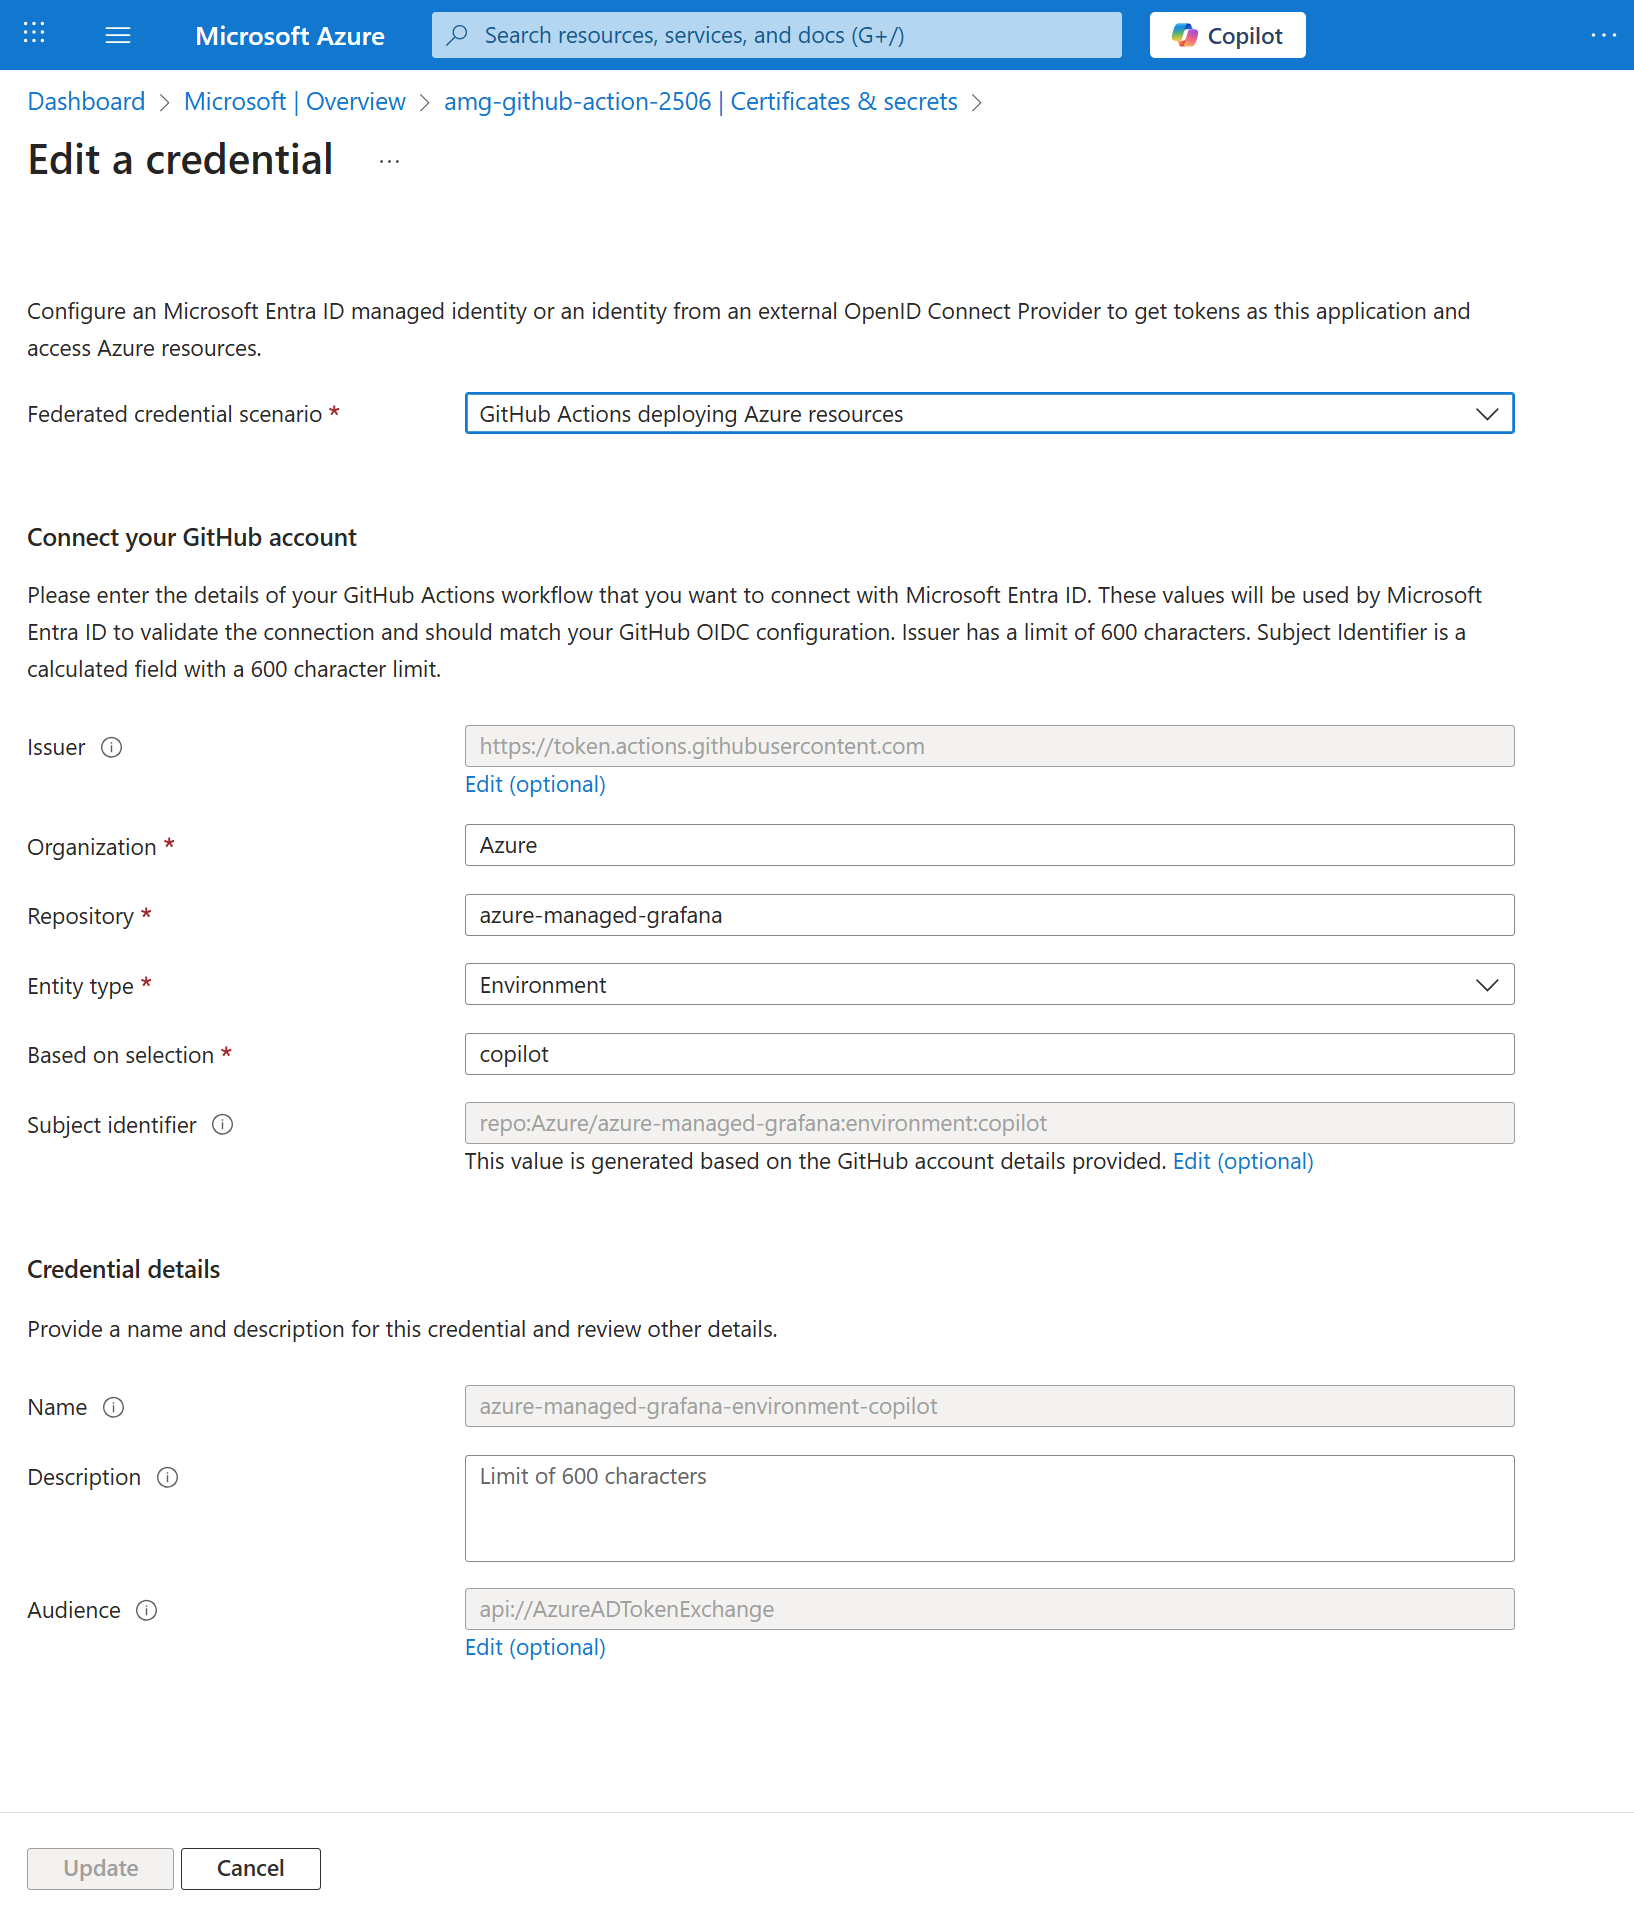 Microsoft Azure
Search resources, services, and docs (G+/)
Copilot
Dashboard > Microsoft | Overview > amg-github-action-2506 | Certificates & secrets >
Edit a credential ...
Configure an Microsoft Entra ID managed identity or an identity from an external OpenID Connect Provider to get tokens as this application and
access Azure resources.
Federated credential scenario *
GitHub Actions deploying Azure resources
Connect your GitHub account
Please enter the details of your GitHub Actions workflow that you want to connect with Microsoft Entra ID. These values will be used by Microsoft
Entra ID to validate the connection and should match your GitHub OIDC configuration. Issuer has a limit of 600 characters. Subject Identifier is a
calculated field with a 600 character limit.
Issuer
https://token.actions.githubusercontent.com
Edit (optional)
Organization *
Azure
Repository *
azure-managed-grafana
Entity type *
Environment
Based on selection *
copilot
Subject identifier
repo:Azure/azure-managed-grafana:environment:copilot
This value is generated based on the GitHub account details provided. Edit (optional)
Credential details
Provide a name and description for this credential and review other details.
Name
azure-managed-grafana-environment-copilot
Description
Limit of 600 characters
Audience
api://AzureADTokenExchange
Edit (optional)
Update
Cancel